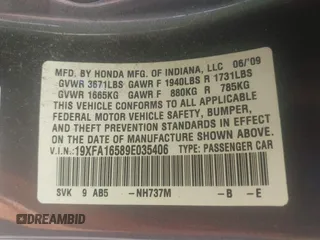 MFD. BY HONDA MFG. OF INDIANA, LLC 06/'09
GVWR 3671LBS GAWR F 1940LBS R 1731LBS
GVWR 1665KG GAWR F 880KG R 785KG
THIS VEHICLE CONFORMS TO ALL APPLICABLE
FEDERAL MOTOR VEHICLE SAFETY, BUMPER,
AND THEFT PREVENTION STANDARDS IN EFFECT ON
THE DATE OF MANUFACTURE SHOWN ABOVE.
V.I.N.: 19XFA16589E035406 TYPE: PASSENGER CAR
SVK 9 AB5 -NH737M -B -E
DREAMBID